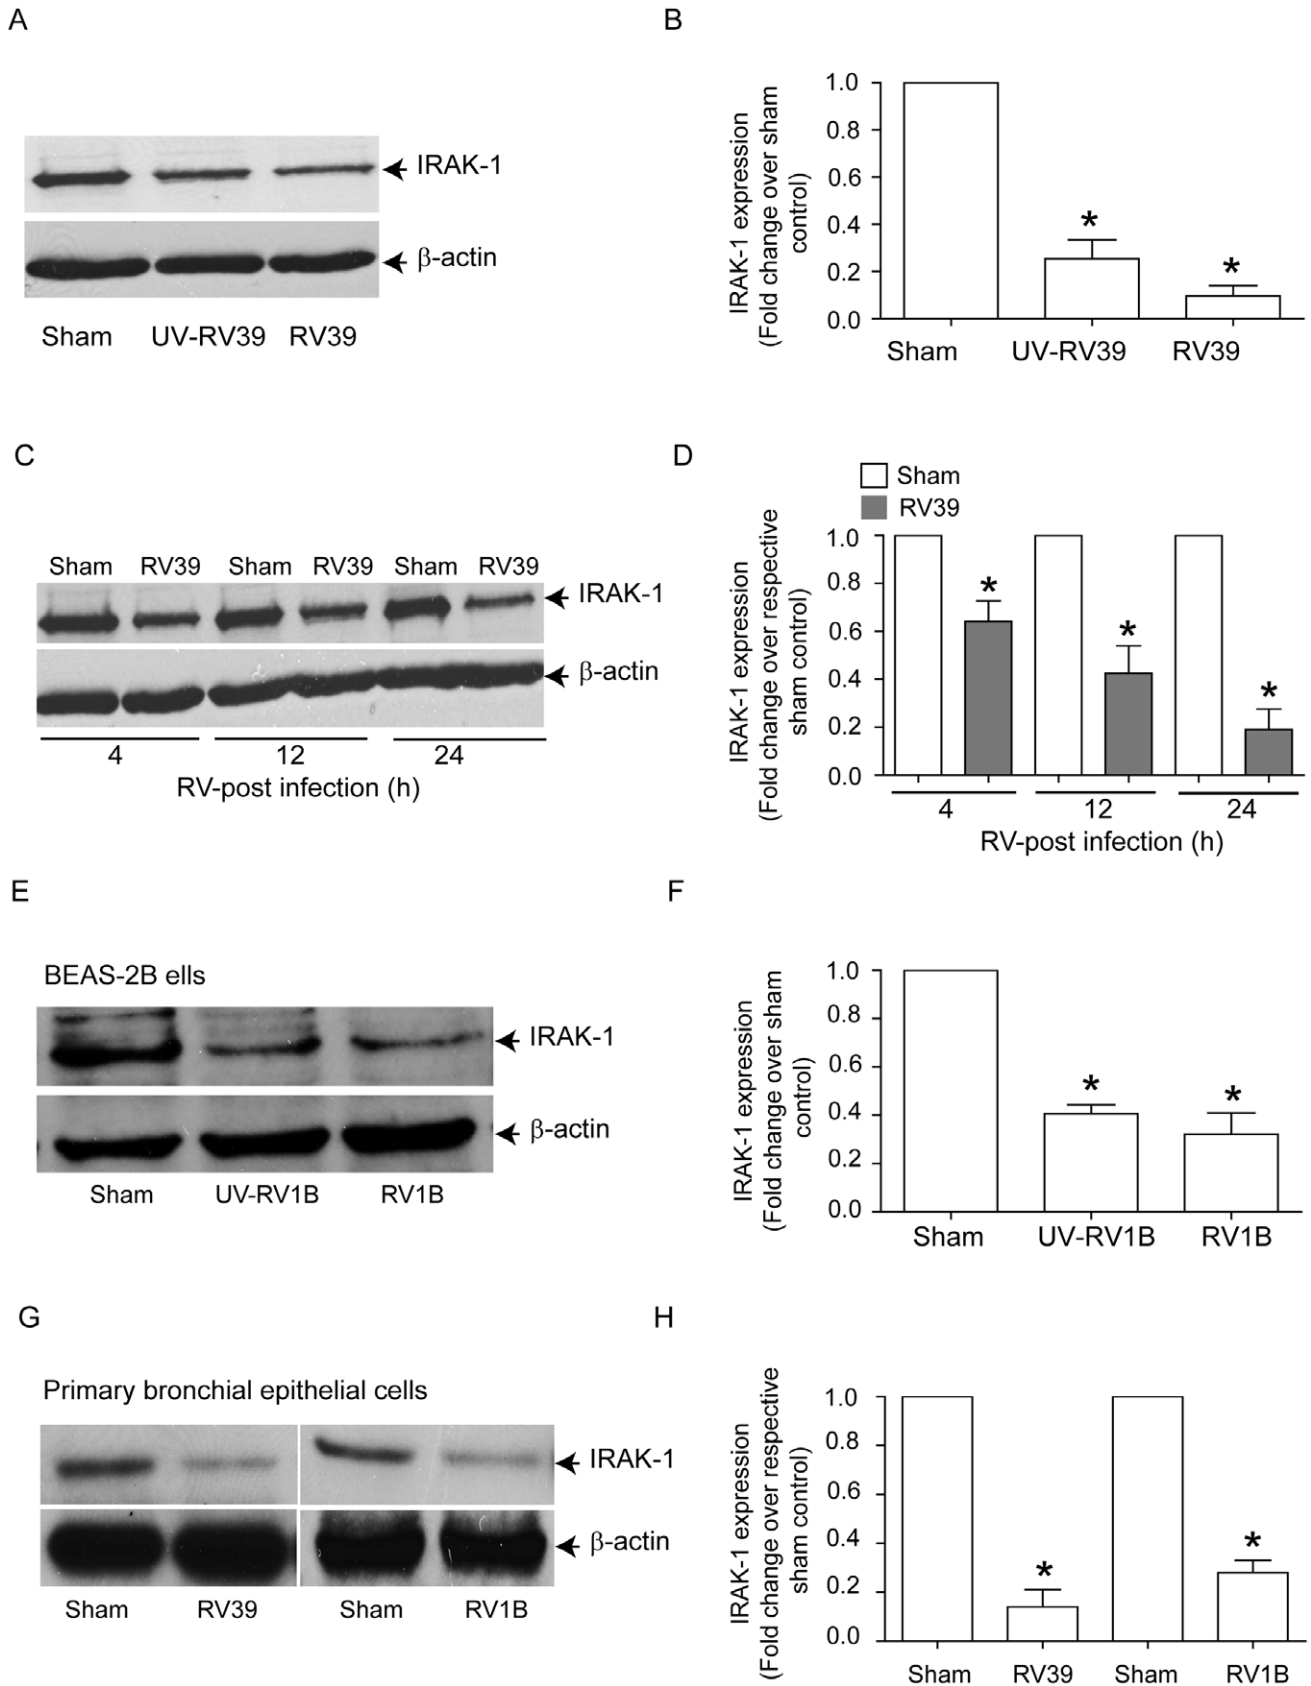 A
IRAK-1
β-actin
Sham UV-RV39 RV39
B
IRAK-1 expression
(Fold change over sham
control)
1.0
0.8
0.6
0.4
0.2
0.0
*
*
Sham UV-RV39 RV39
C
Sham RV39 Sham RV39 Sham RV39
IRAK-1
β-actin
4 12 24
RV-post infection (h)
D
Sham
RV39
IRAK-1 expression
(Fold change over respective
sham control)
1.0
0.8
0.6
0.4
0.2
0.0
*
*
*
4 12 24
RV-post infection (h)
E
BEAS-2B ells
IRAK-1
β-actin
Sham UV-RV1B RV1B
F
IRAK-1 expression
(Fold change over sham
control)
1.0
0.8
0.6
0.4
0.2
0.0
*
*
Sham UV-RV1B RV1B
G
Primary bronchial epithelial cells
IRAK-1
β-actin
Sham RV39 Sham RV1B
H
IRAK-1 expression
(Fold change over respective
sham control)
1.0
0.8
0.6
0.4
0.2
0.0
*
*
Sham RV39 Sham RV1B